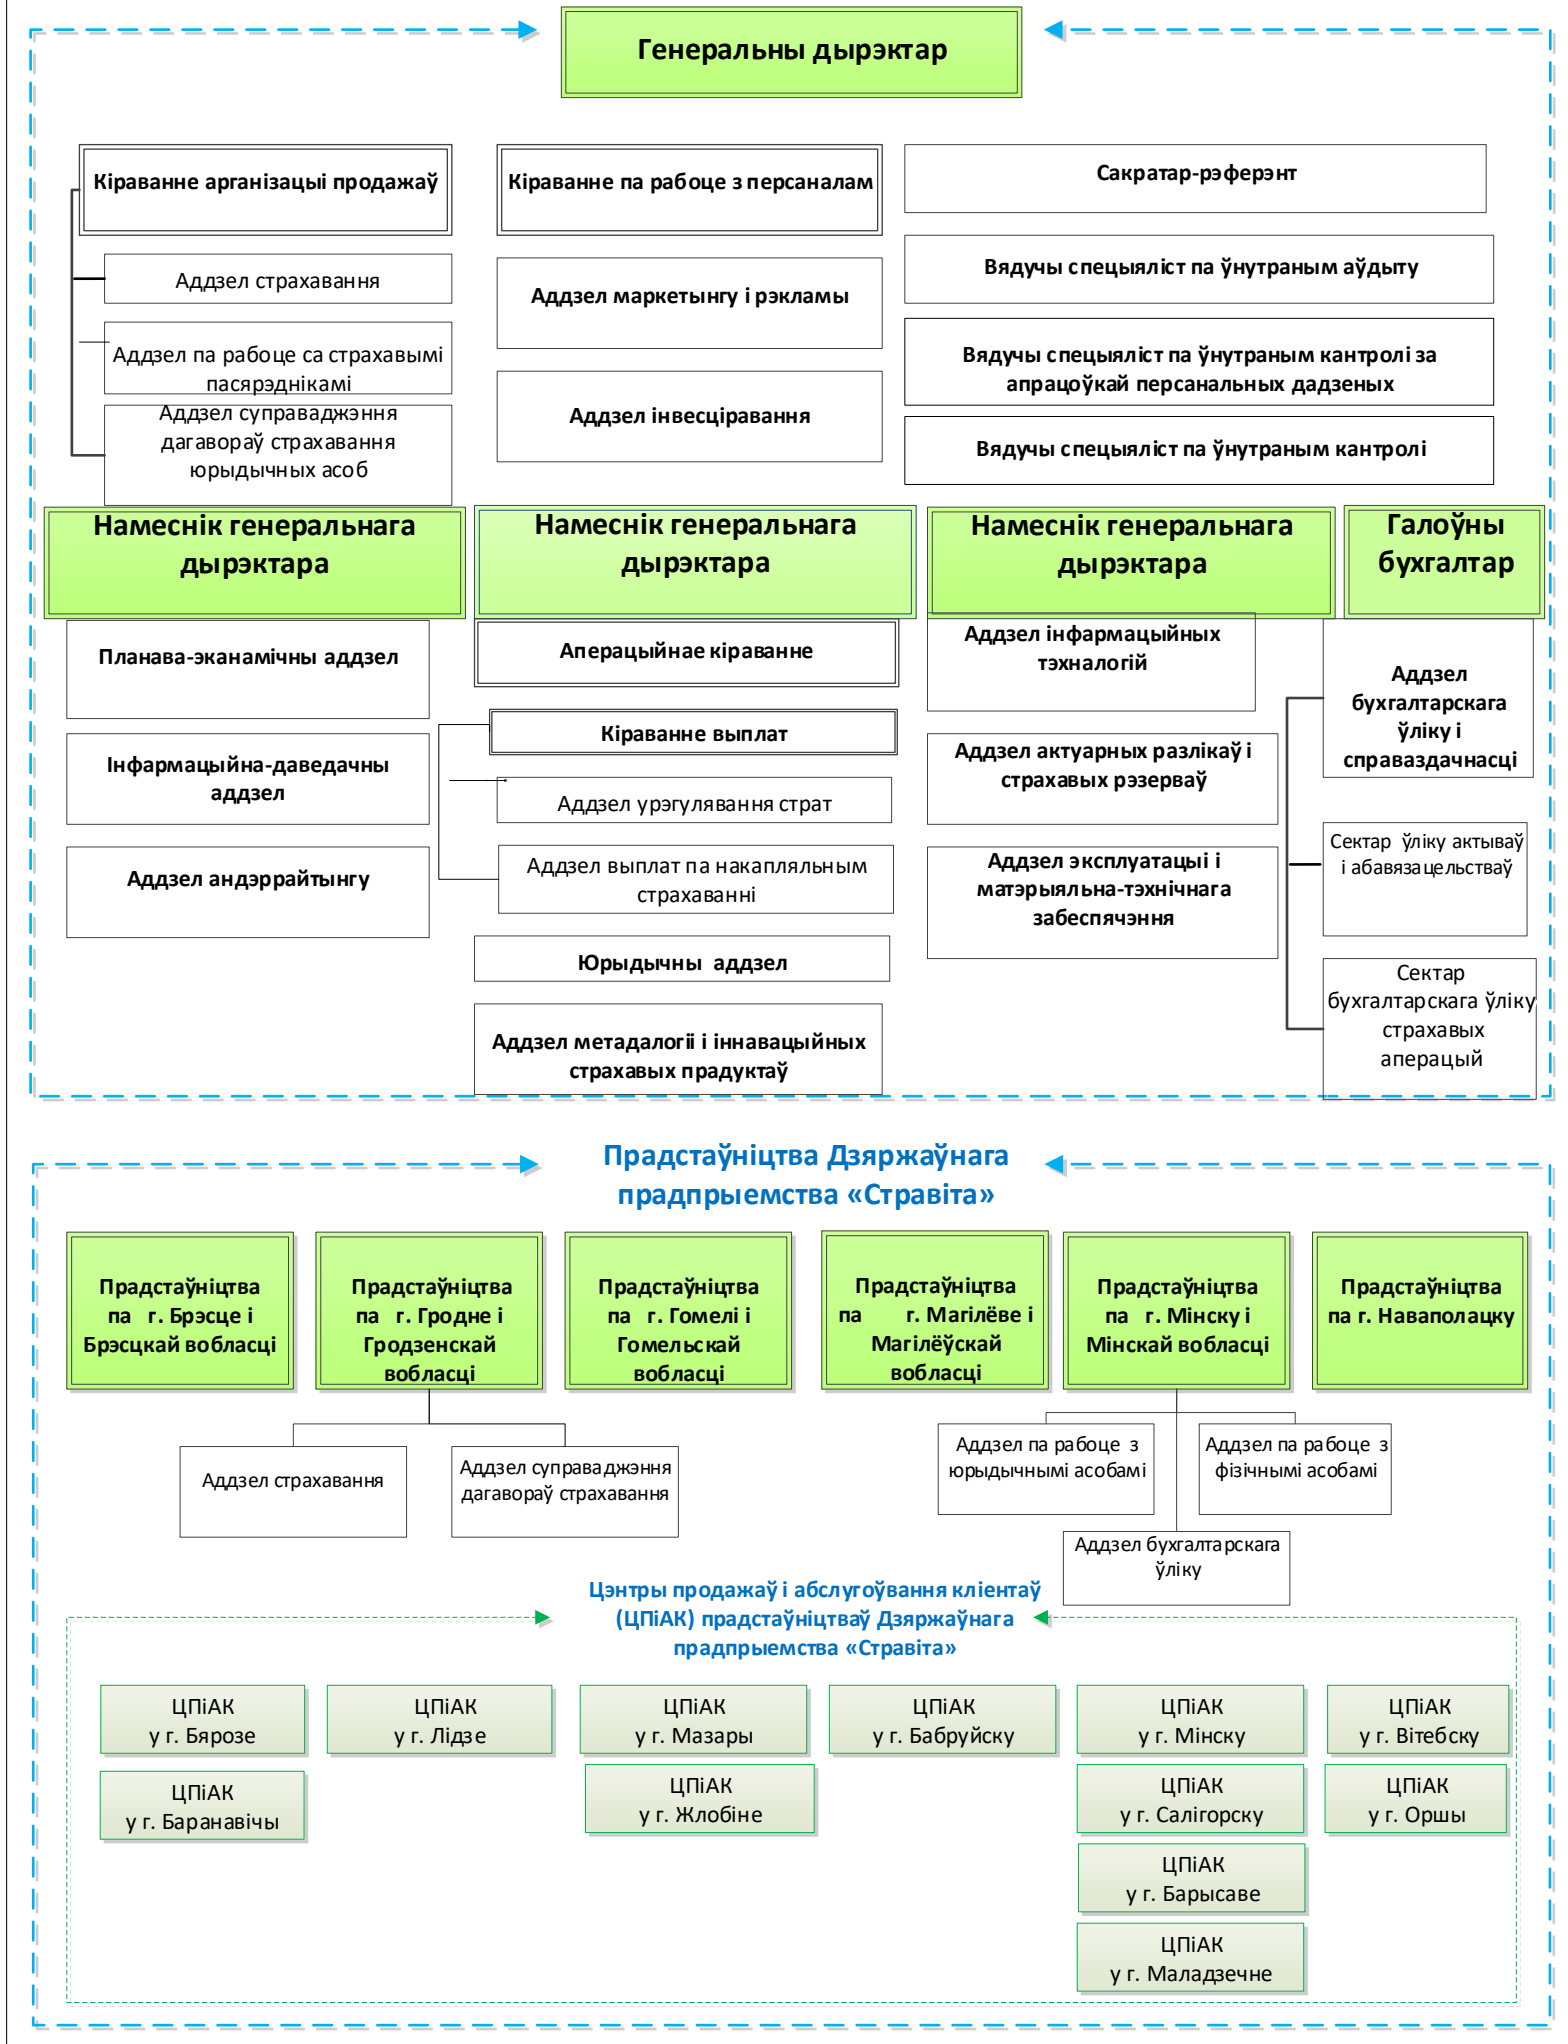 Генеральны дырэктар
Кіраванне арганізацыі продажаў
Аддзел страхавання
Аддзел па рабоце са страхавымі
пасярэднікамі
Аддзел суправаджэння
дагавораў страхавання
юрыдычных асоб
Кіраванне па рабоце з персаналам
Аддзел маркетынгу і рэкламы
Аддзел інвесціравання
Сакратар-рэферэнт
Вядучы спецыяліст па ўнутраным аўдыту
Вядучы спецыяліст па ўнутраным кантролі за
апрацоўкай персанальных дадзеных
Вядучы спецыяліст па ўнутраным кантролі
Намеснік генеральнага
дырэктара
Планава-эканамічны аддзел
Інфармацыйна-даведачны
аддзел
Аддзел андэррайтынгу
Намеснік генеральнага
дырэктара
Аперацыйнае кіраванне
Кіраванне выплат
Аддзел урэгулявання страт
Аддзел выплат па накапляльным
страхаванні
Юрыдычны аддзел
Аддзел метадалогіі і іннавацыйных
страхавых прадуктаў
Намеснік генеральнага
дырэктара
Аддзел інфармацыйных
тэхналогій
Аддзел актуарных разлікаў і
страхавых рэзерваў
Аддзел эксплуатацыі і
матэрыяльна-тэхнічнага
забеспячэння
Галоўны
бухгалтар
Аддзел
бухгалтарскага
ўліку і
справаздачнасці
Сектар ўліку актываў
і абавязацельстваў
Сектар
бухгалтарскага ўліку
страхавых
аперацый
Прадстаўніцтва Дзяржаўнага
прадпрыемства «Стравіта»
Прадстаўніцтва
па г. Брэсце і
Брэсцкай вобласці
Прадстаўніцтва
па г. Гродне і
Гродзенскай
вобласці
Прадстаўніцтва
па г. Гомелі і
Гомельскай
вобласці
Прадстаўніцтва
па г. Магілёве і
Магілёўскай
вобласці
Прадстаўніцтва
па г. Мінску і
Мінскай вобласці
Прадстаўніцтва
па г. Наваполацку
Аддзел страхавання
Аддзел суправаджэння
дагавораў страхавання
Аддзел па рабоце з
юрыдычнымі асобамі
Аддзел па рабоце з
фізічнымі асобамі
Аддзел бухгалтарскага
ўліку
Цэнтры продажаў і абслугоўвання кліентаў
(ЦПіАК) прадстаўніцтваў Дзяржаўнага
прадпрыемства «Стравіта»
ЦПіАК
у г. Бярозе
ЦПіАК
у г. Лідзе
ЦПіАК
у г. Мазары
ЦПіАК
у г. Бабруйску
ЦПіАК
у г. Мінску
ЦПіАК
у г. Вітебску
ЦПіАК
у г. Баранавічы
ЦПіАК
у г. Жлобіне
ЦПіАК
у г. Салігорску
ЦПіАК
у г. Оршы
ЦПіАК
у г. Барысаве
ЦПіАК
у г. Маладзечне